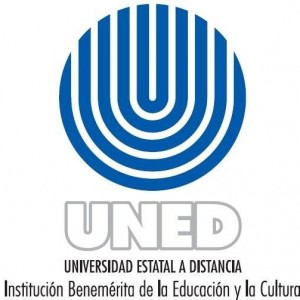 UNED
UNIVERSIDAD ESTATAL A DISTANCIA
Institución Benemérita de la Educación y la Cultura